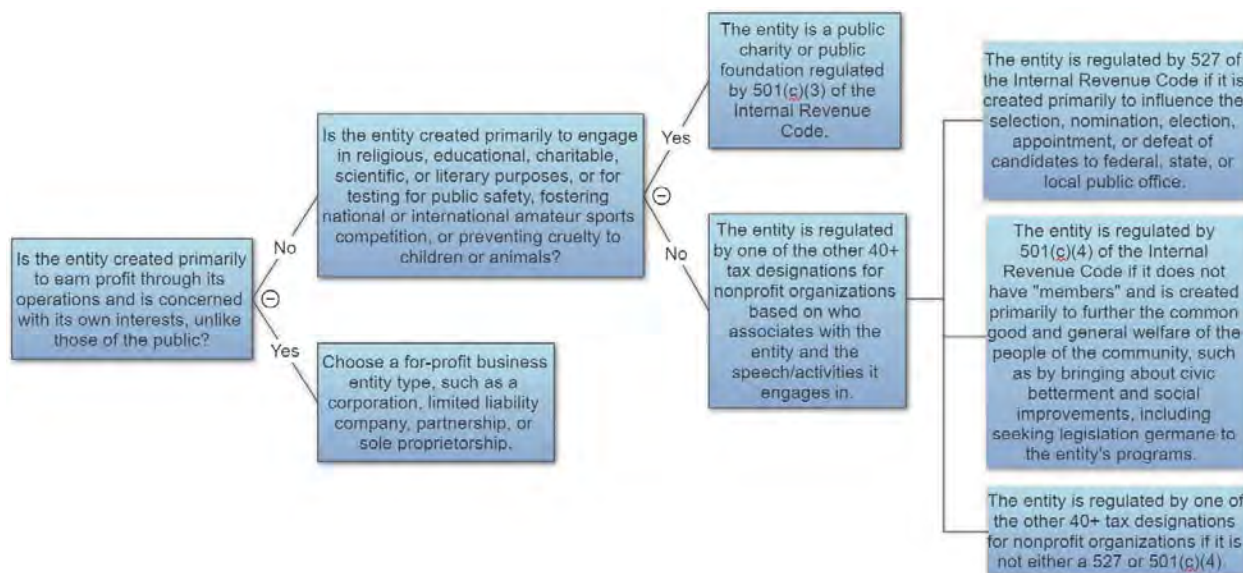 Is the entity created primarily
to earn profit through its
operations and is concerned
with its own interests, unlike
those of the public?
No
Yes
Is the entity created primarily to engage
in religious, educational, charitable,
scientific, or literary purposes, or for
testing for public safety, fostering
national or international amateur sports
competition, or preventing cruelty to
children or animals?
Choose a for-profit business
entity type, such as a
corporation, limited liability
company, partnership, or
sole proprietorship.
Yes
No
The entity is a public
charity or public
foundation regulated
by 501(c)(3) of the
Internal Revenue
Code.
The entity is regulated
by one of the other 40+
tax designations for
nonprofit organizations
based on who
associates with the
entity and the
speech/activities it
engages in.
The entity is regulated by 527 of
the Internal Revenue Code if it is
created primarily to influence the
selection, nomination, election,
appointment, or defeat of
candidates to federal, state, or
local public office.
The entity is regulated by
501(c)(4) of the Internal
Revenue Code if it does not
have "members" and is created
primarily to further the common
good and general welfare of the
people of the community, such
as by bringing about civic
betterment and social
improvements, including
seeking legislation germane to
the entity's programs.
The entity is regulated by one of
the other 40+ tax designations
for nonprofit organizations if it is
not either a 527 or 501(c)(4)